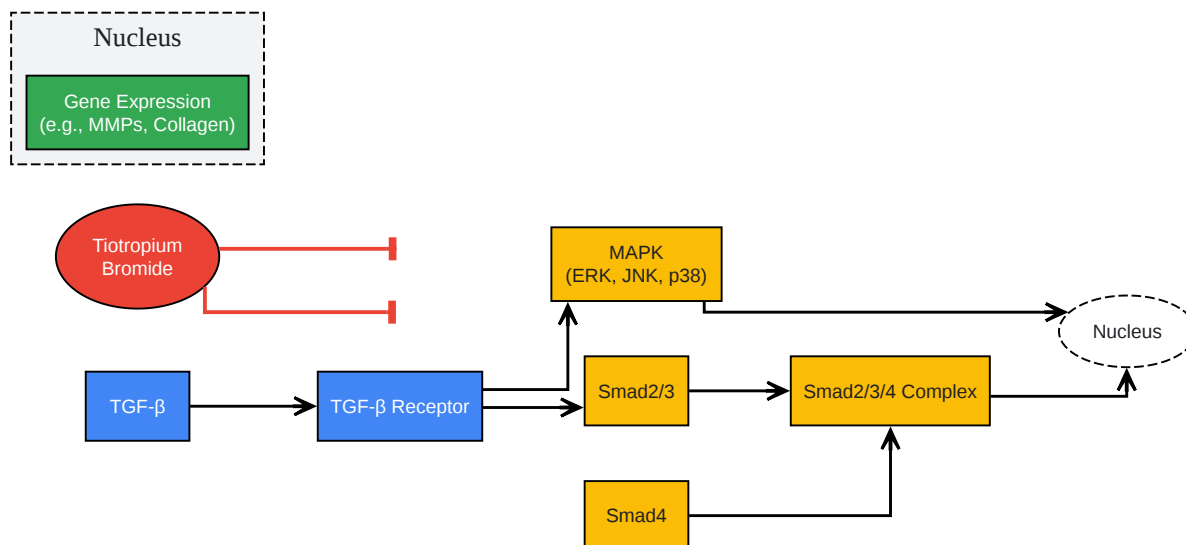 Nucleus
Gene Expression
(e.g., MMPs, Collagen)
Tiotropium
Bromide
MAPK
(ERK, JNK, p38)
Nucleus
TGF-β
TGF-β Receptor
Smad2/3
Smad2/3/4 Complex
Smad4